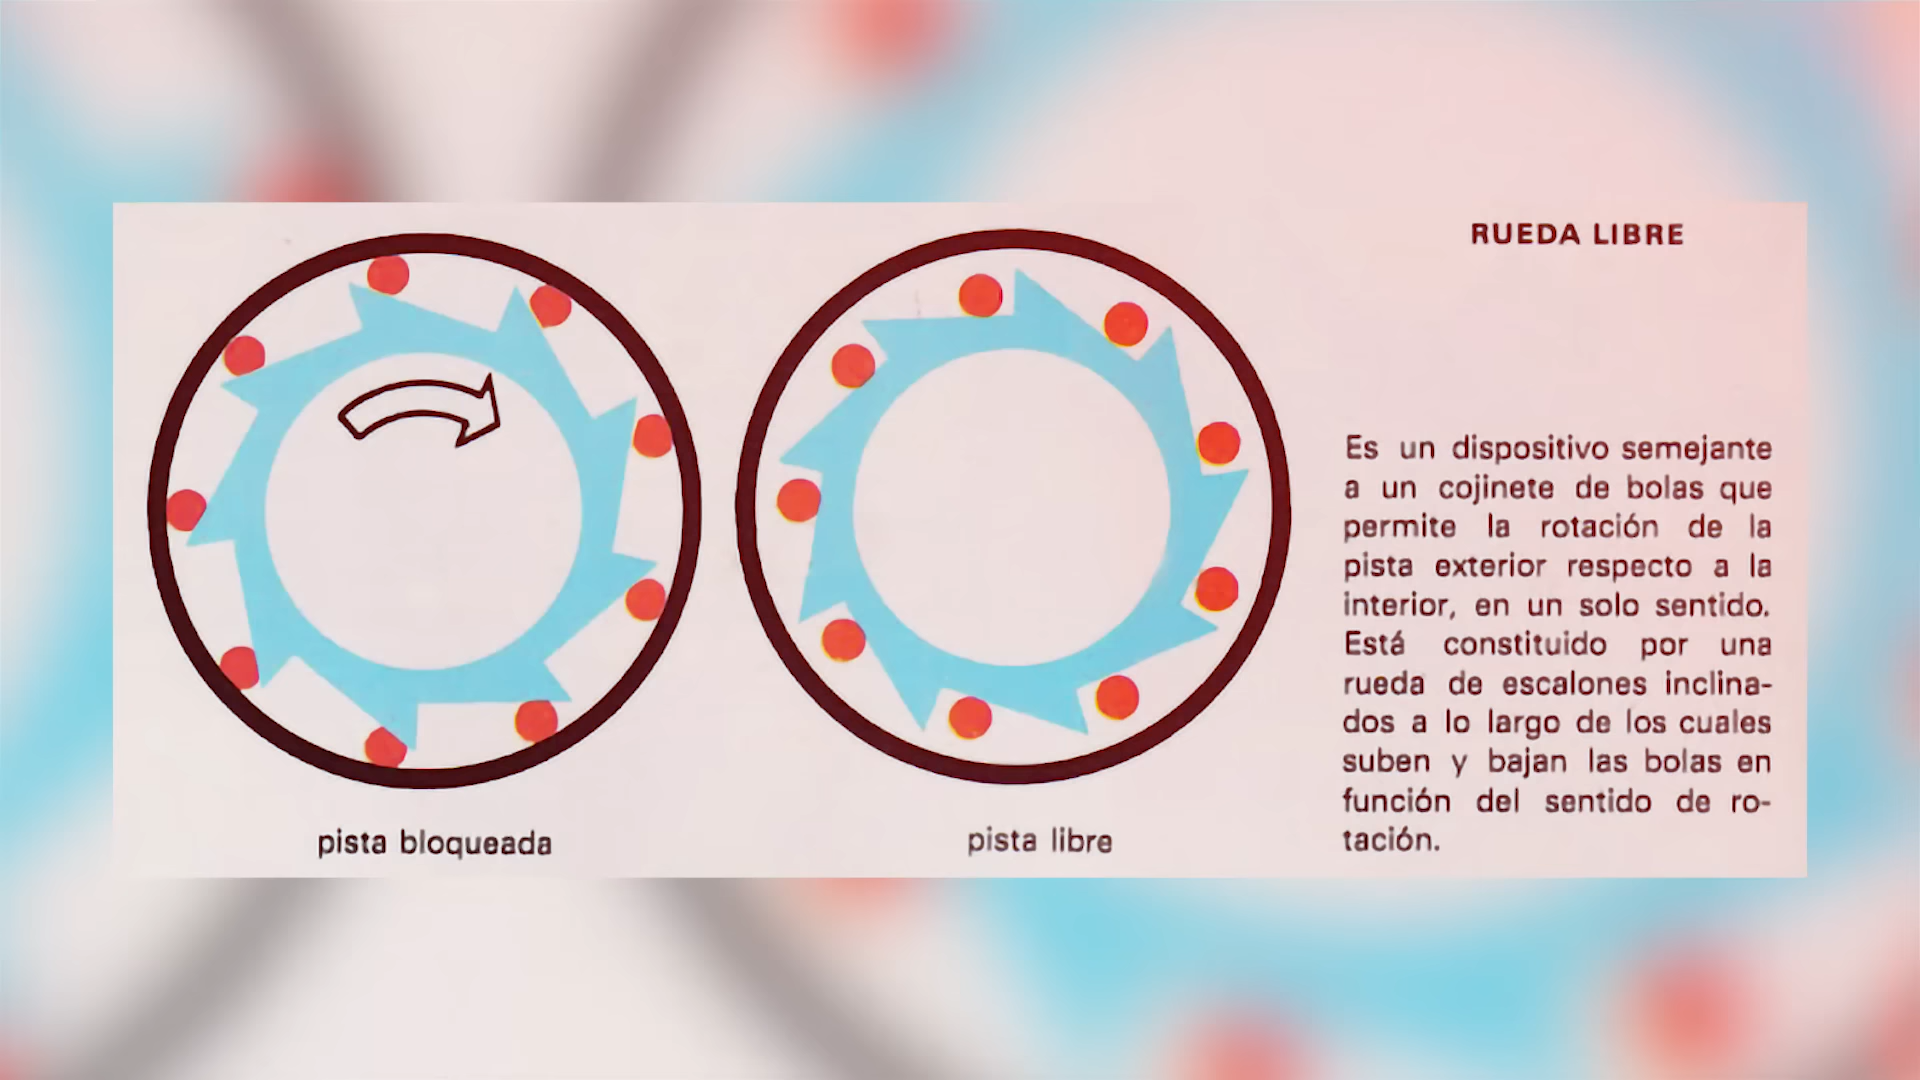 RUEDA LIBRE
Es un dispositivo semejante
a un cojinete de bolas que
permite la rotación de la
pista exterior respecto a la
interior, en un solo sentido.
Está constituido por una
rueda de escalones inclina-
dos a lo largo de los cuales
suben y bajan las bolas en
función del sentido de ro-
tación.
pista bloqueada
pista libre